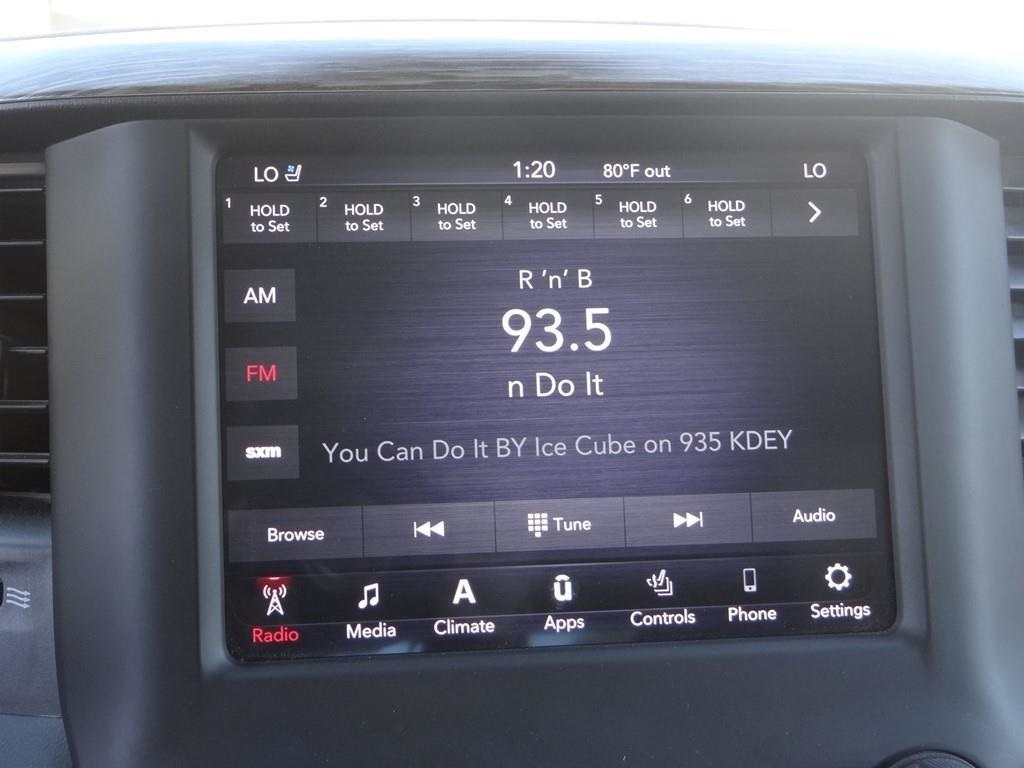 LO 1:20 80°F out LO
1 HOLD to Set 2 HOLD to Set 3 HOLD to Set 4 HOLD to Set 5 HOLD to Set 6 HOLD to Set
R 'n' B
AM
93.5
FM
n Do It
sxm
You Can Do It BY Ice Cube on 935 KDEY
Browse Tune Audio
A û
Radio Media Climate Apps Controls Phone Settings